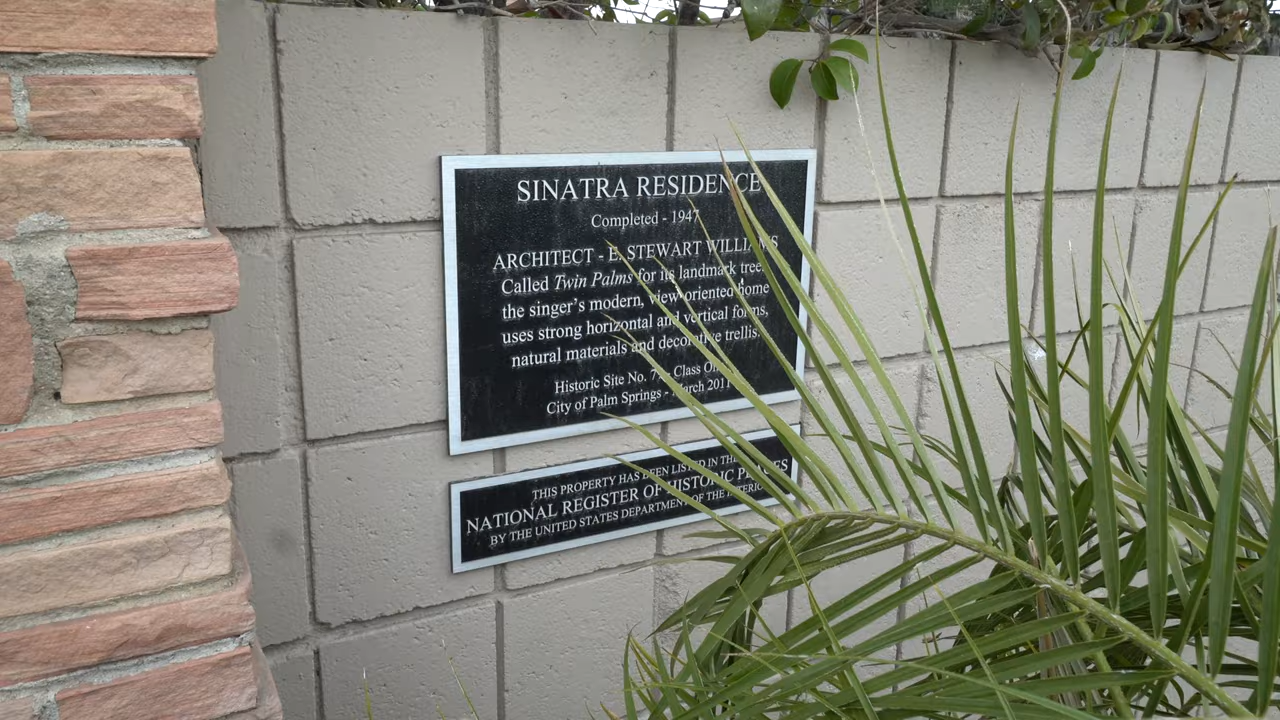 SINATRA RESIDENCE
Completed - 1947
ARCHITECT - E. STEWART WILLIAMS
Called Twin Palms for its landmark trees
the singer's modern, view-oriented home
uses strong horizontal and vertical forms,
natural materials and decorative trellis.
Historic Site No. - Class One
City of Palm Springs - March 2011
THIS PROPERTY HAS BEEN LISTED IN THE
NATIONAL REGISTER OF HISTORIC PLACES
BY THE UNITED STATES DEPARTMENT OF THE INTERIOR